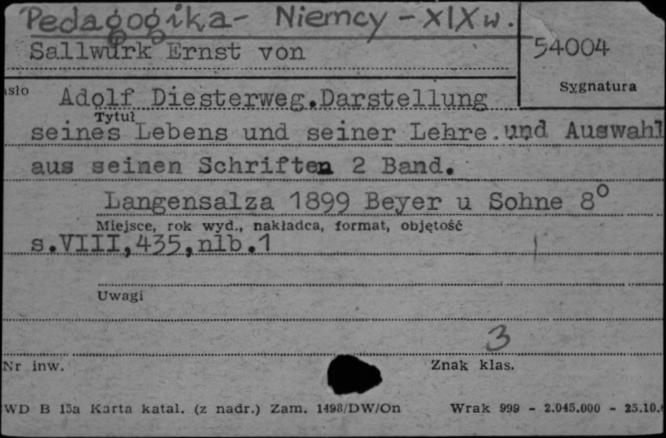 Pedagogika - Niemcy - XIX w.
Sallwürk Ernst von
54004
Sygnatura
Adolf Diesterweg.Darstellung
Tytuł
seines Lebens und seiner Lehre.und Auswahl
aus seinen Schriften 2 Band.
Langensalza 1899 Beyer u Sohne 8°
Miejsce, rok wyd., nakładca, format, objętość
s.VIII,435,nlb.1
Uwagi
3
Nr inw.
Znak klas.
WD B 15a Karta katal. (z nadr.) Zam. 1498/DW/On Wrak 999 - 2.045.000 - 25.10.